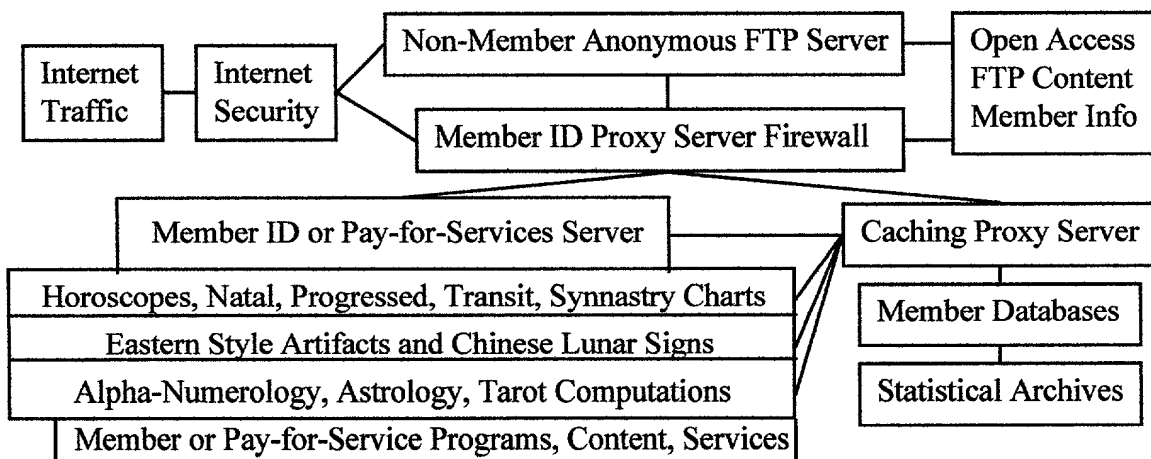 Non-Member Anonymous FTP Server
Internet
Traffic
Internet
Security
Open Access
FTP Content
Member Info
Member ID Proxy Server Firewall
Member ID or Pay-for-Services Server
Caching Proxy Server
Horoscopes, Natal, Progressed, Transit, Synnastry Charts
Member Databases
Eastern Style Artifacts and Chinese Lunar Signs
Alpha-Numerology, Astrology, Tarot Computations
Statistical Archives
Member or Pay-for-Service Programs, Content, Services